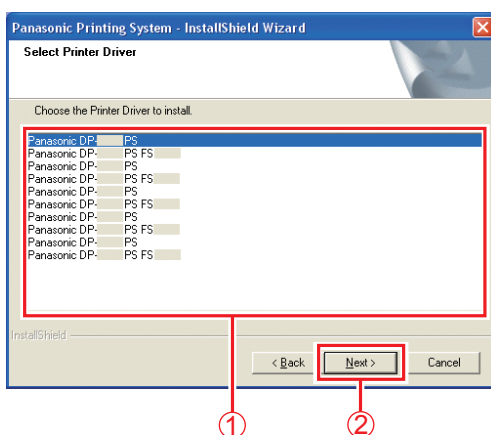 Panasonic Printing System - InstallShield Wizard
Select Printer Driver
Choose the Printer Driver to install.
Panasonic DP- PS
Panasonic DP- PS FS
Panasonic DP- PS
Panasonic DP- PS FS
Panasonic DP- PS
Panasonic DP- PS FS
Panasonic DP- PS
Panasonic DP- PS FS
Panasonic DP- PS
Panasonic DP- PS FS
InstallShield
< Back Next > Cancel
1 2